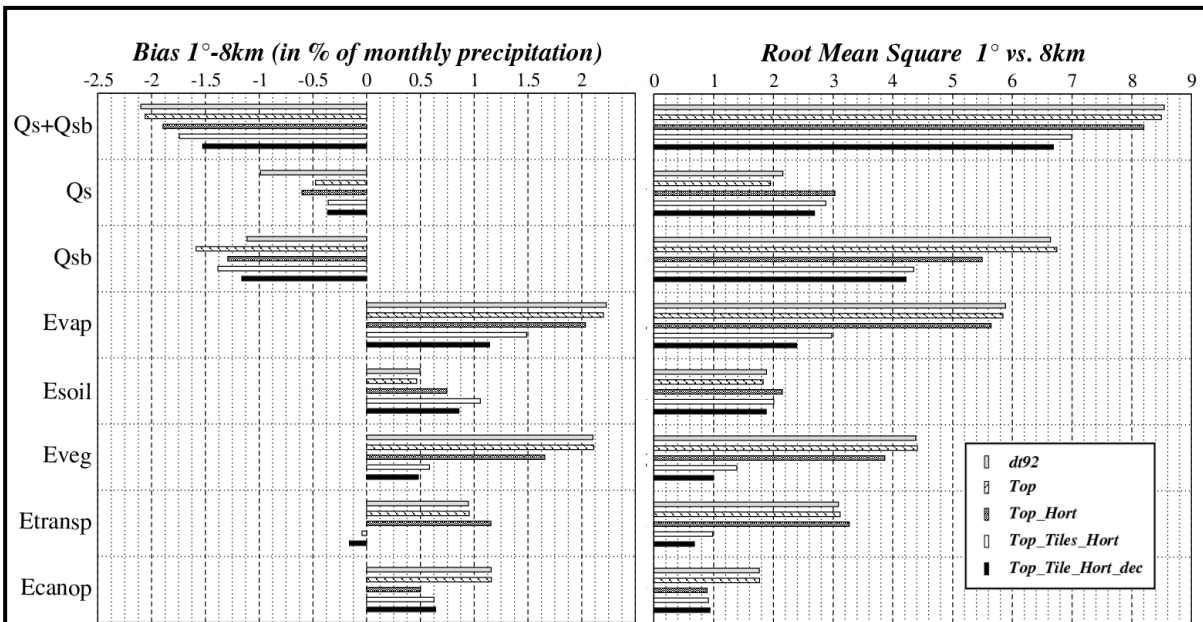 Bias 1°-8km (in % of monthly precipitation)
Root Mean Square 1° vs. 8km
-2.5 -2 -1.5 -1 -0.5 0 0.5 1 1.5 2
0 1 2 3 4 5 6 7 8 9
Qs+Qsb
Qs
Qsb
Evap
Esoil
Eveg
Etransp
Ecanop
dt92
Top
Top_Hort
Top_Tiles_Hort
Top_Tile_Hort_dec